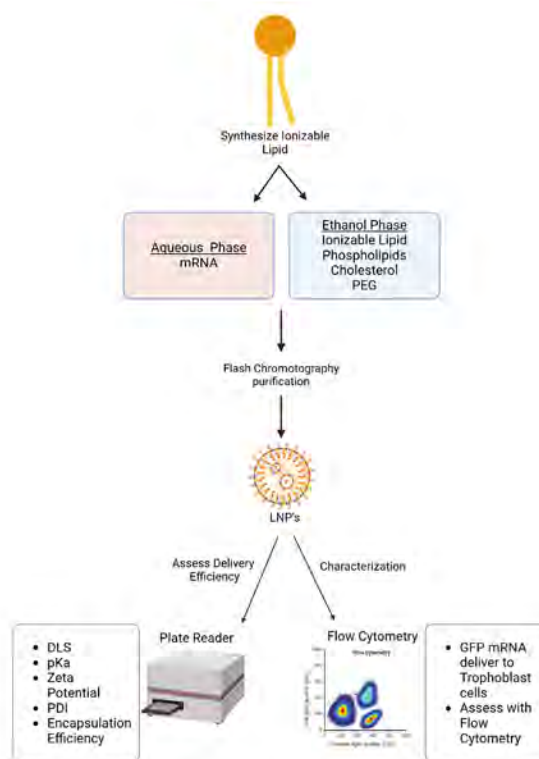 Synthesize Ionizable
Lipid
Aqueous Phase
mRNA
Ethanol Phase
Ionizable Lipid
Phospholipids
Cholesterol
PEG
Flash Chromotography
purification
LNP's
Assess Delivery
Efficiency
Characterization
Plate Reader
Flow Cytometry
DLS
pKa
Zeta
Potential
PDI
Encapsulation
Efficiency
GFP mRNA
deliver to
Trophoblast
cells
Assess with
Flow
Cytometry